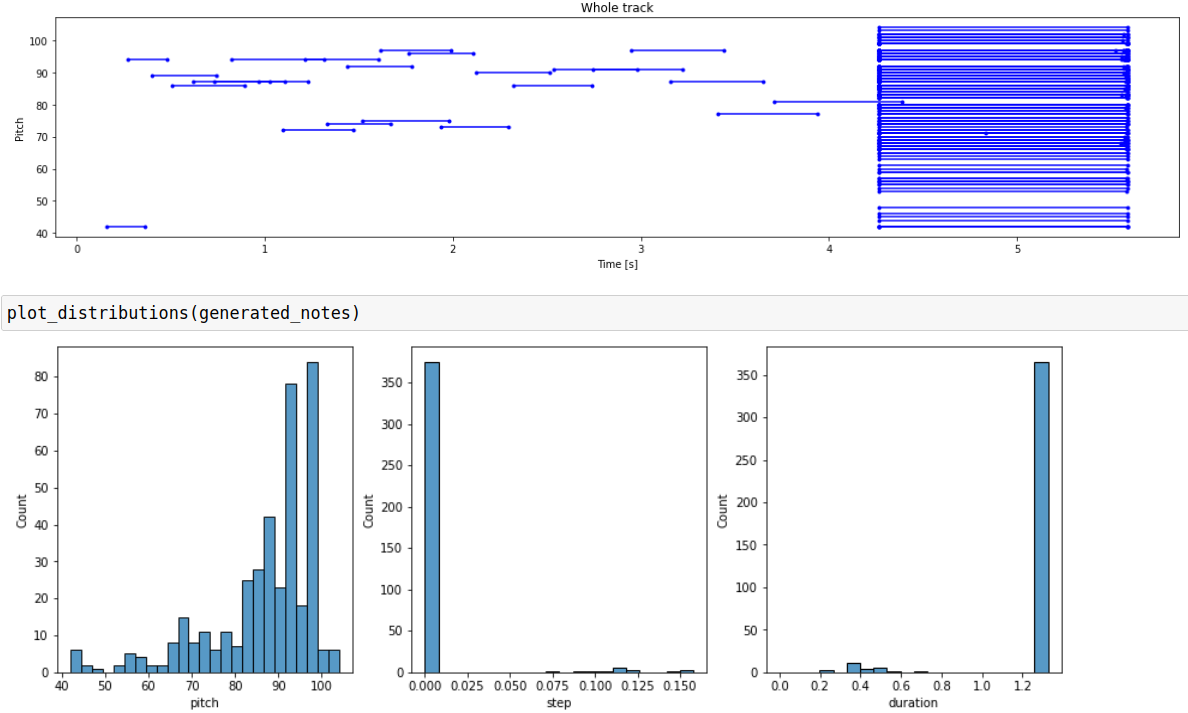 Whole track
100
90
80
70
60
50
40
Pitch
0 1 2 3 4 5
Time [s]
plot_distributions(generated_notes)
80
70
60
50
40
30
20
10
0
Count
40 50 60 70 80 90 100
pitch
350
300
250
200
150
100
50
0
Count
0.000 0.025 0.050 0.075 0.100 0.125 0.150
step
350
300
250
200
150
100
50
0
Count
0.0 0.2 0.4 0.6 0.8 1.0 1.2
duration